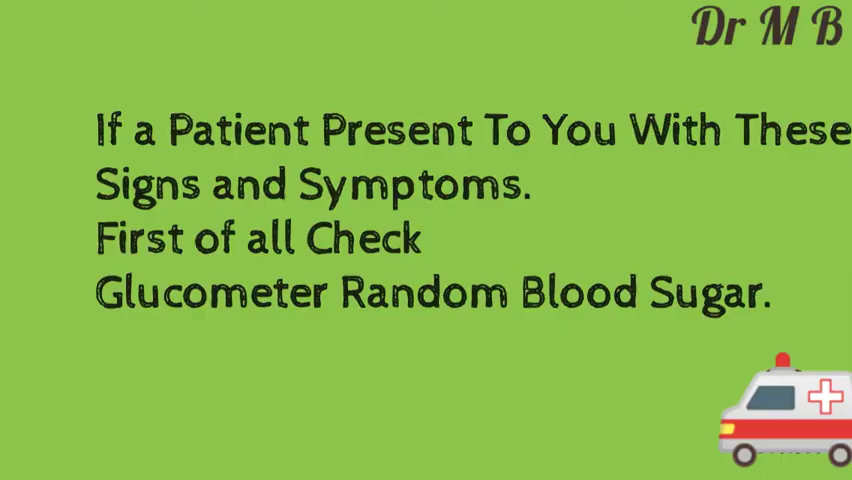 Dr M B
If a Patient Present To You With These
Signs and Symptoms.
First of all Check
Glucometer Random Blood Sugar.